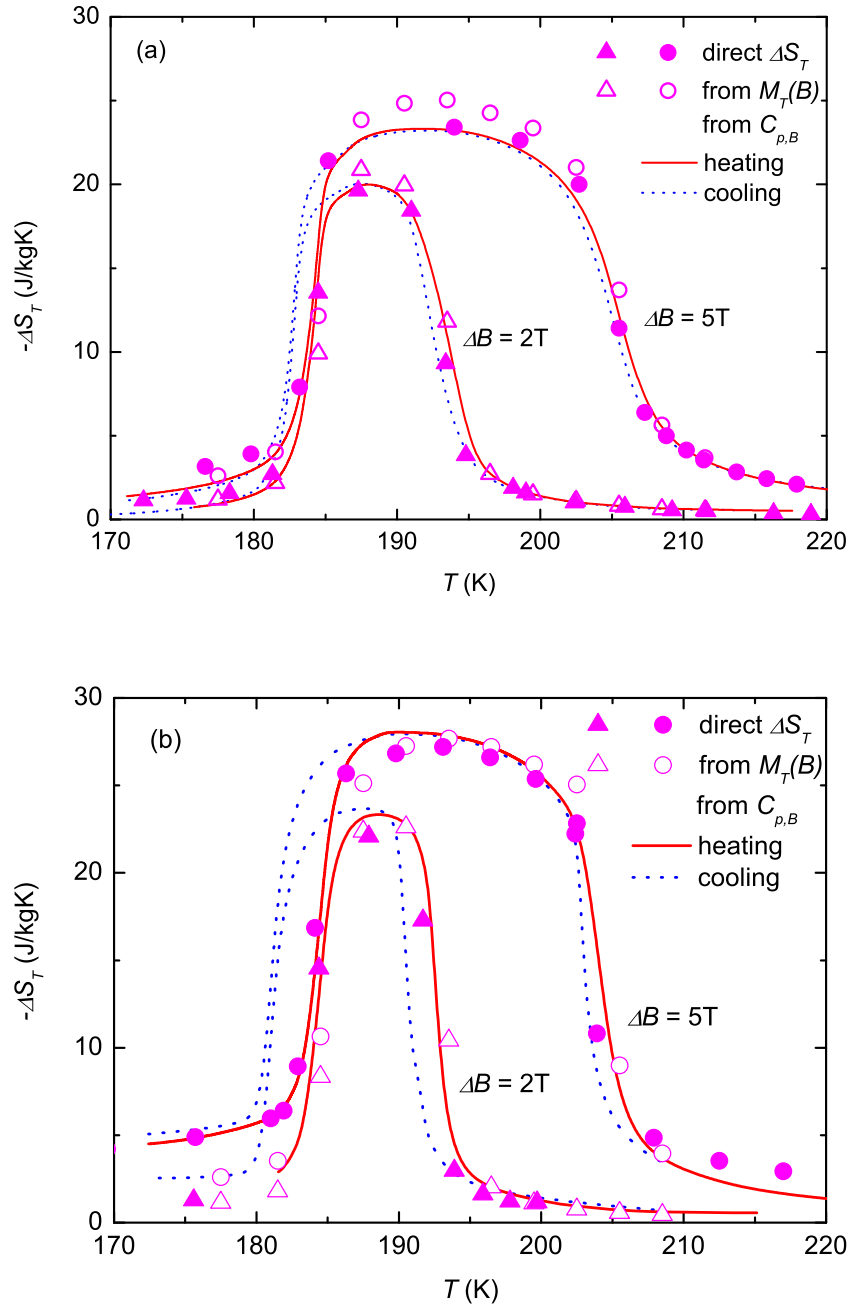 30
(a)
direct ΔS_T
from M_T(B)
from C_{p,B}
heating
cooling
20
-ΔS_T (J/kgK)
ΔB = 2T
ΔB = 5T
10
0
170 180 190 200 210 220
T (K)
30
(b)
direct ΔS_T
from M_T(B)
from C_{p,B}
heating
cooling
20
-ΔS_T (J/kgK)
10
ΔB = 5T
ΔB = 2T
0
170 180 190 200 210 220
T (K)